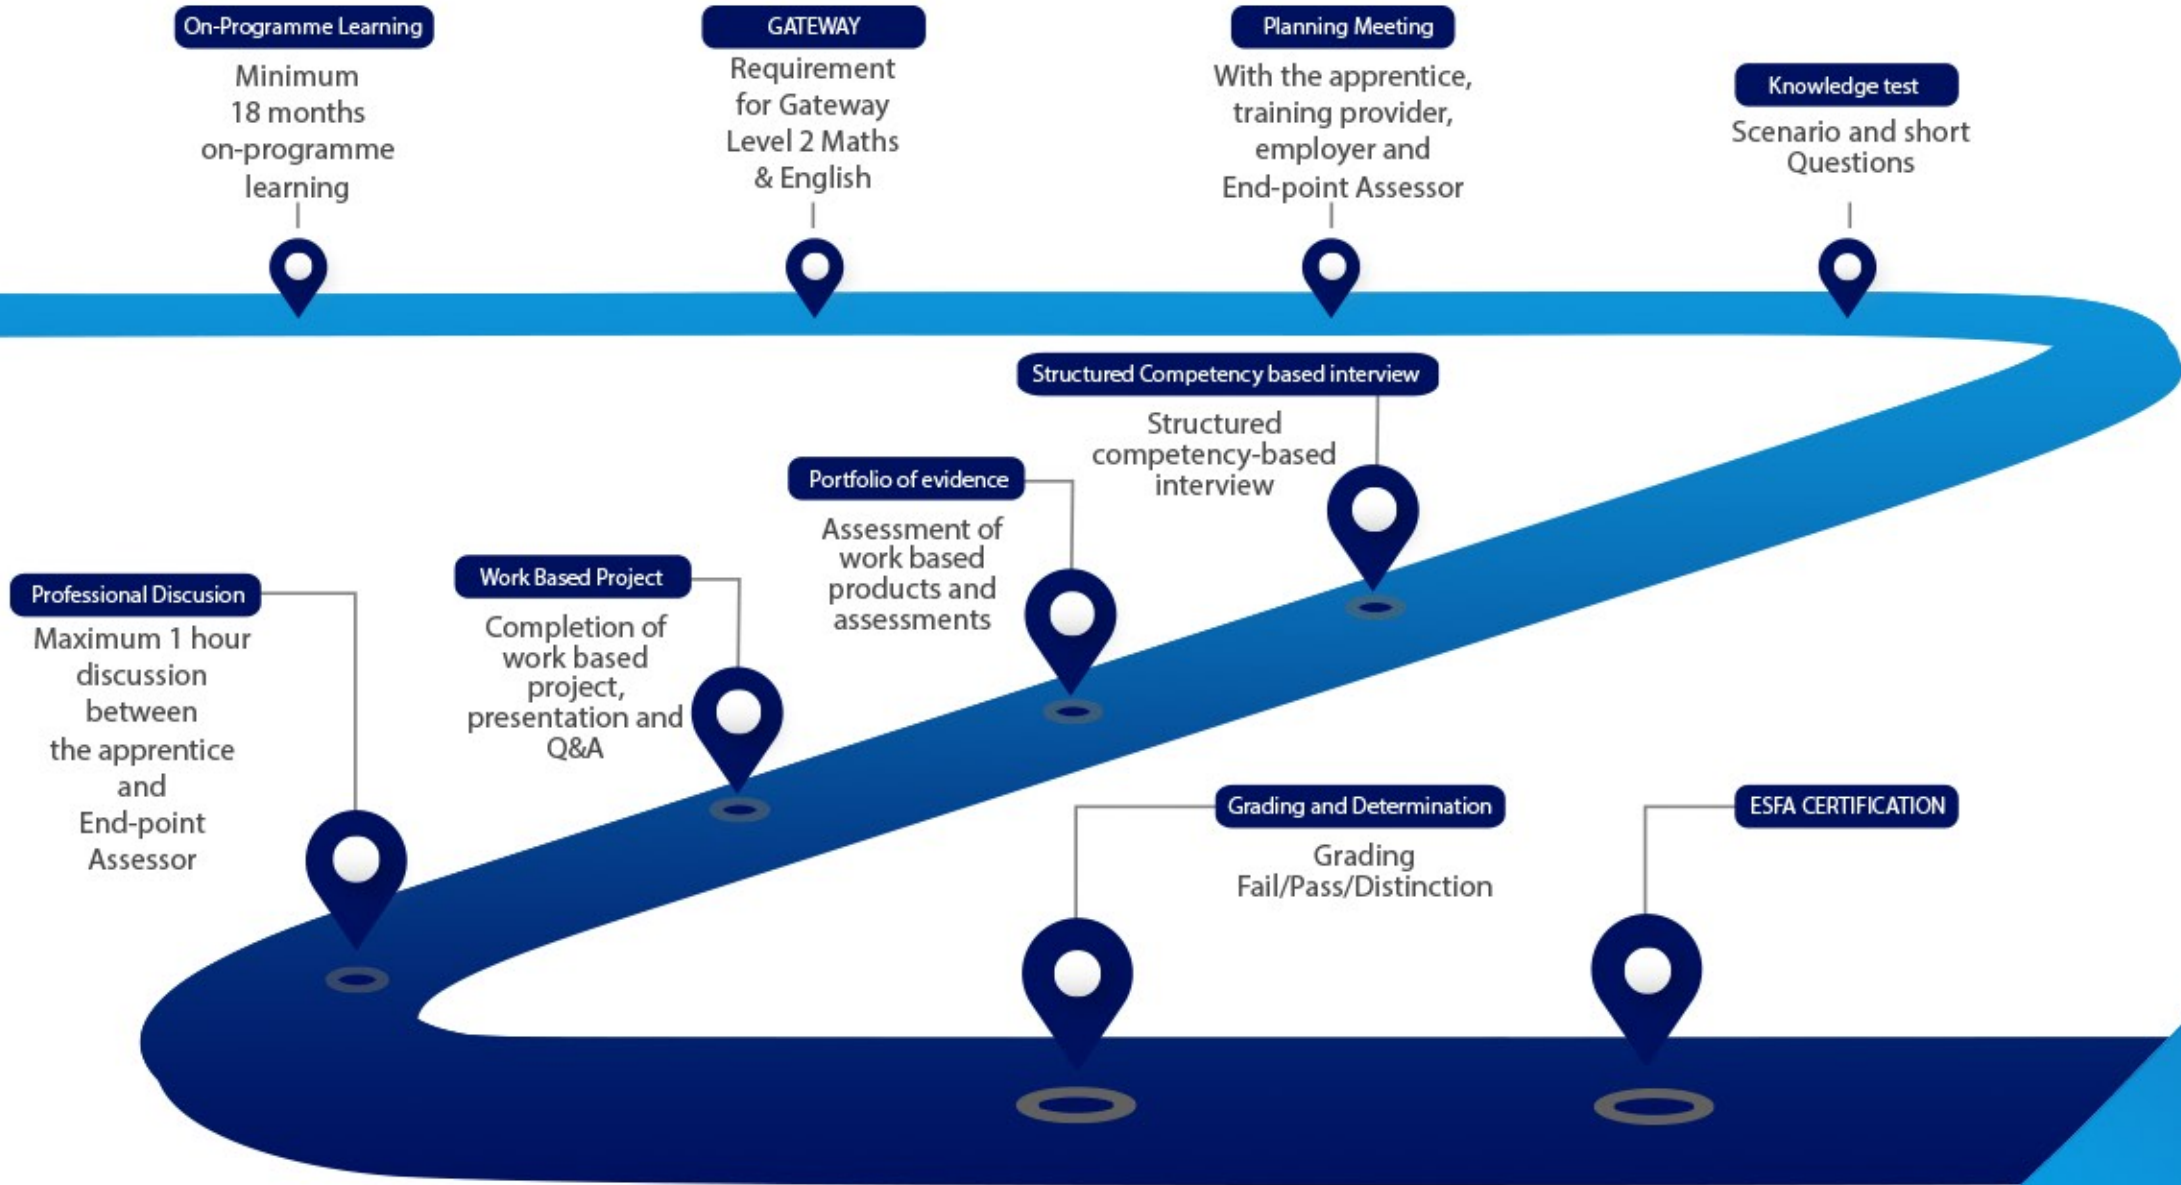 On-Programme Learning
Minimum
18 months
on-programme
learning
GATEWAY
Requirement
for Gateway
Level 2 Maths
& English
Planning Meeting
With the apprentice,
training provider,
employer and
End-point Assessor
Knowledge test
Scenario and short
Questions
Structured Competency based interview
Structured
competency-based
interview
Portfolio of evidence
Assessment of
work based
products and
assessments
Work Based Project
Completion of
work based
project,
presentation and
Q&A
Professional Discusion
Maximum 1 hour
discussion
between
the apprentice
and
End-point
Assessor
Grading and Determination
Grading
Fail/Pass/Distinction
ESFA CERTIFICATION